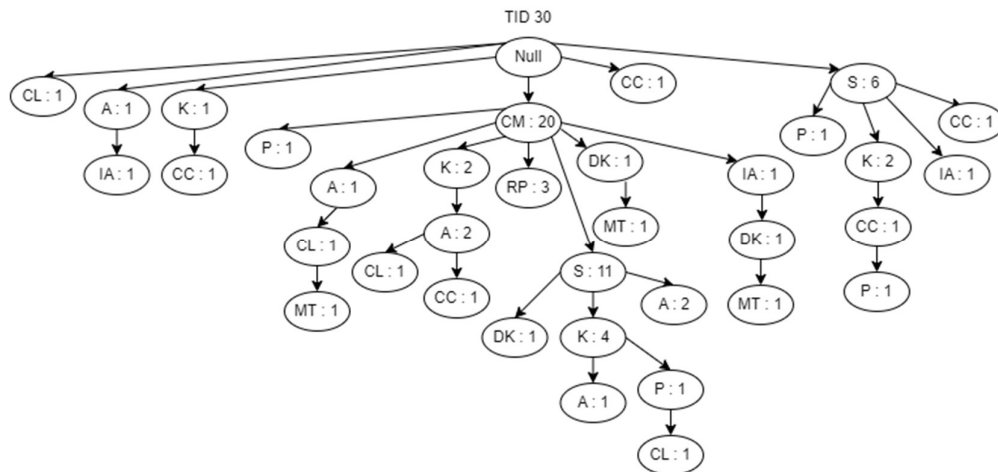 TID 30
Null
CL : 1
A : 1
K : 1
CC : 1
S : 6
IA : 1
CC : 1
CM : 20
P : 1
K : 2
IA : 1
CC : 1
P : 1
A : 1
K : 2
RP : 3
DK : 1
IA : 1
CC : 1
CL : 1
A : 2
MT : 1
DK : 1
P : 1
MT : 1
CL : 1
CC : 1
S : 11
MT : 1
DK : 1
K : 4
A : 2
A : 1
P : 1
CL : 1